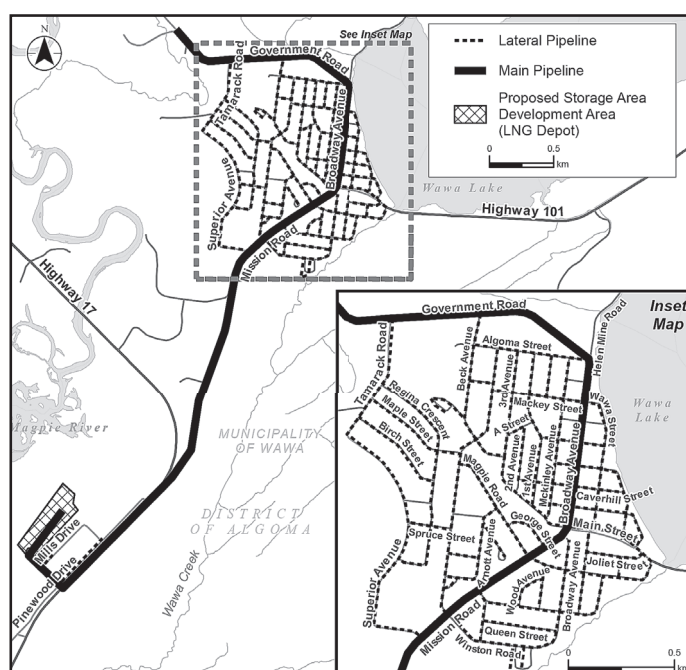 N
See Inset Map
Government Road
Tamarack Road
Broadway Avenue
Superior Avenue
Mission Road
Wawa Lake
Highway 101
Highway 17
Magpie River
MUNICIPALITY
OF WAWA
DISTRICT
OF ALGOMA
Wawa Creek
Mills Drive
Pinewood Drive
Lateral Pipeline
Main Pipeline
Proposed Storage Area
Development Area
(LNG Depot)
0 0.5
km
Inset
Map
Government Road
Helen Mine Road
Tamarack Road
Beck Avenue
Algoma Street
3rd Avenue
Mackey Street
Wawa Street
Wawa
Lake
Regina Crescent
Maple Street
Birch Street
A Street
2nd Avenue
1st Avenue
Mckinley Avenue
Broadway Avenue
Magpie Road
Caverhill Street
Main Street
George Street
Spruce Street
Superior Avenue
Arnott Avenue
Joliet Stree
Wood Avenue
Broadway Avenue
Mission Road
Queen Street
Winston Road
0 0.5
km